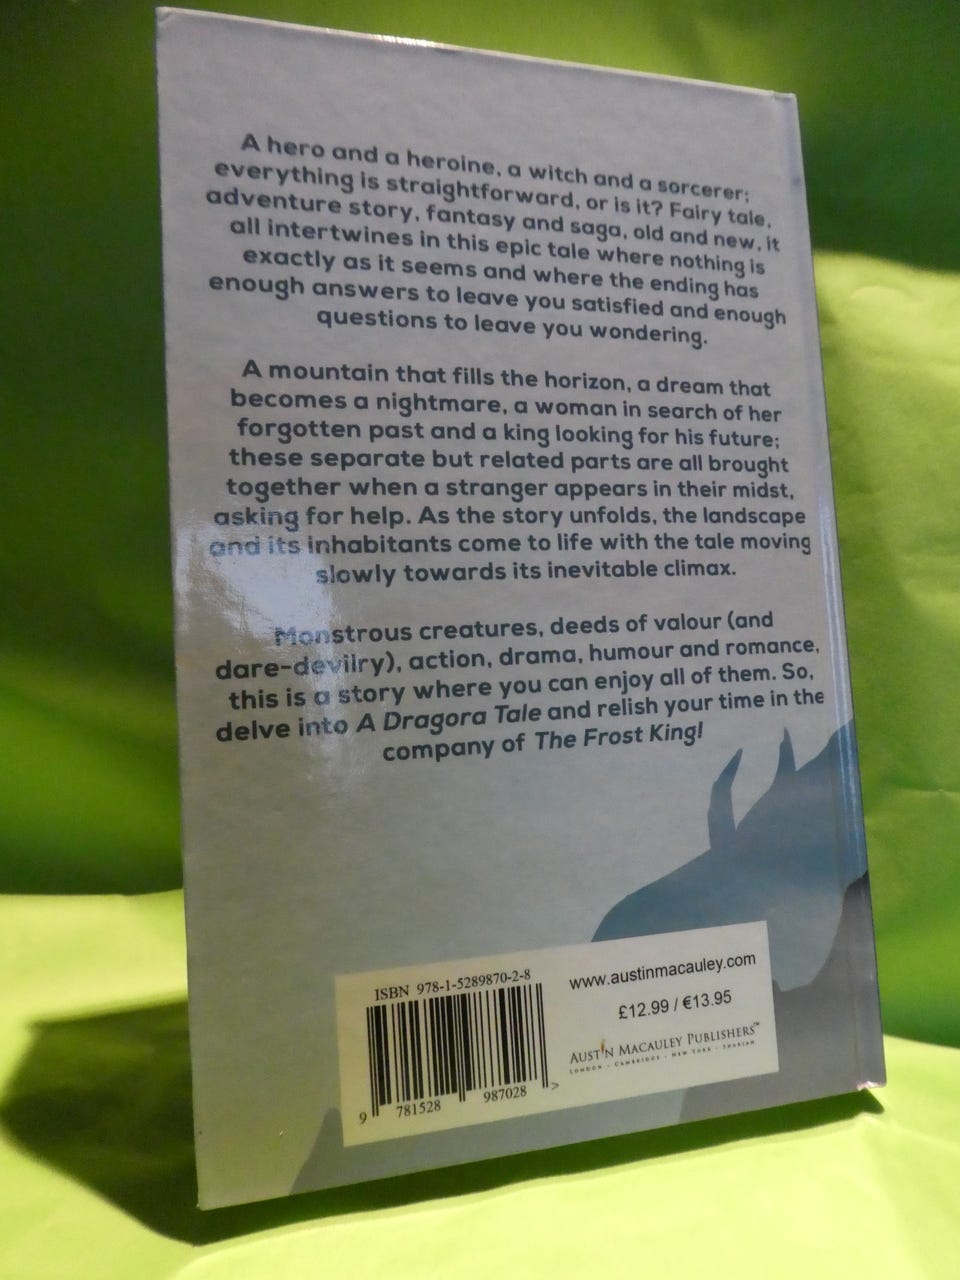 A hero and a heroine, a witch and a sorcerer;
everything is straightforward, or is it? Fairy tale,
adventure story, fantasy and saga, old and new, it
all intertwines in this epic tale where nothing is
exactly as it seems and where the ending has
enough answers to leave you satisfied and enough
questions to leave you wondering.
A mountain that fills the horizon, a dream that
becomes a nightmare, a woman in search of her
forgotten past and a king looking for his future;
these separate but related parts are all brought
together when a stranger appears in their midst,
asking for help. As the story unfolds, the landscape
and its inhabitants come to life with the tale moving
slowly towards its inevitable climax.
Monstrous creatures, deeds of valour (and
dare-devilry), action, drama, humour and romance,
this is a story where you can enjoy all of them. So,
delve into A Dragora Tale and relish your time in the
company of The Frost King!
ISBN 978-1-5289870-2-8
9 781528 987028 >
www.austinmacauley.com
£12.99 / €13.95
AUSTIN MACAULEY PUBLISHERS™
LONDON • CAMBRIDGE • NEW YORK • SHARJAH